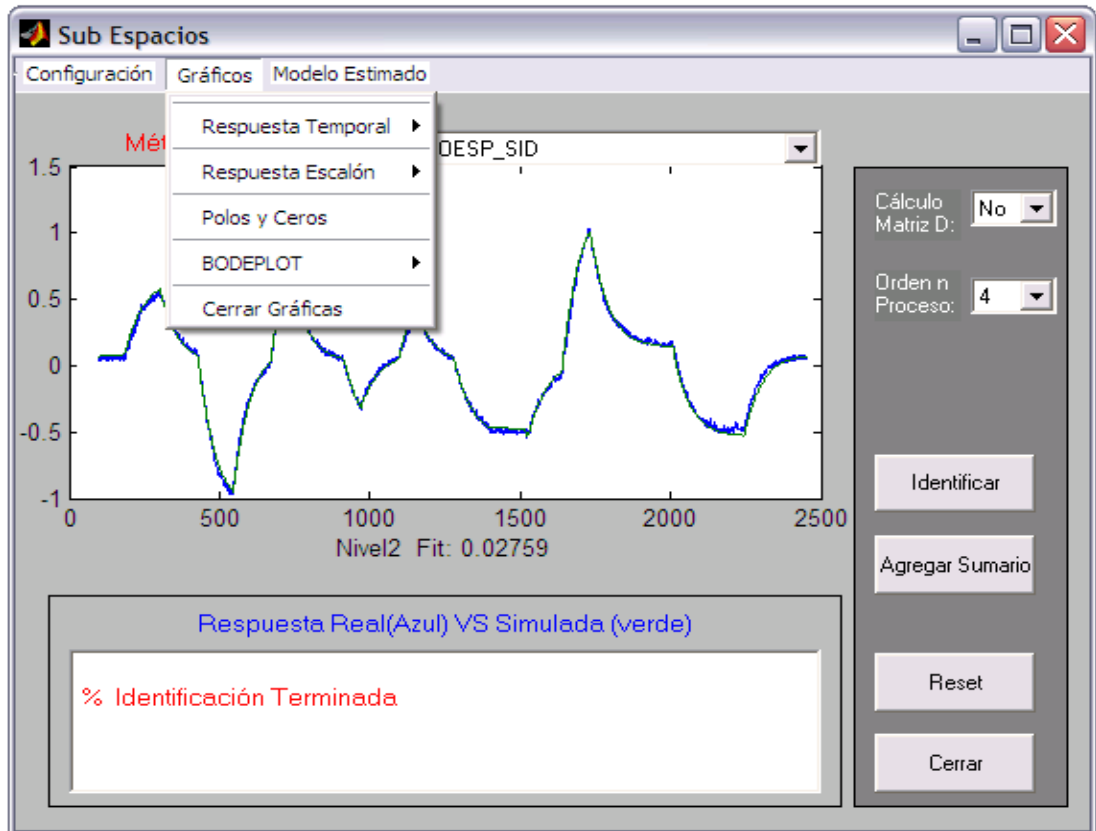 Sub Espacios
Configuración Gráficos Modelo Estimado
Respuesta Temporal
Respuesta Escalón
Polos y Ceros
BODEPLOT
Cerrar Gráficas
OESP_SID
1.5
1
0.5
0
-0.5
-1
0 500 1000 1500 2000 2500
Nivel2 Fit: 0.02759
Cálculo
Matriz D:
No
Orden n
Proceso:
4
Identificar
Agregar Sumario
Reset
Cerrar
Respuesta Real(Azul) VS Simulada (verde)
% Identificación Terminada